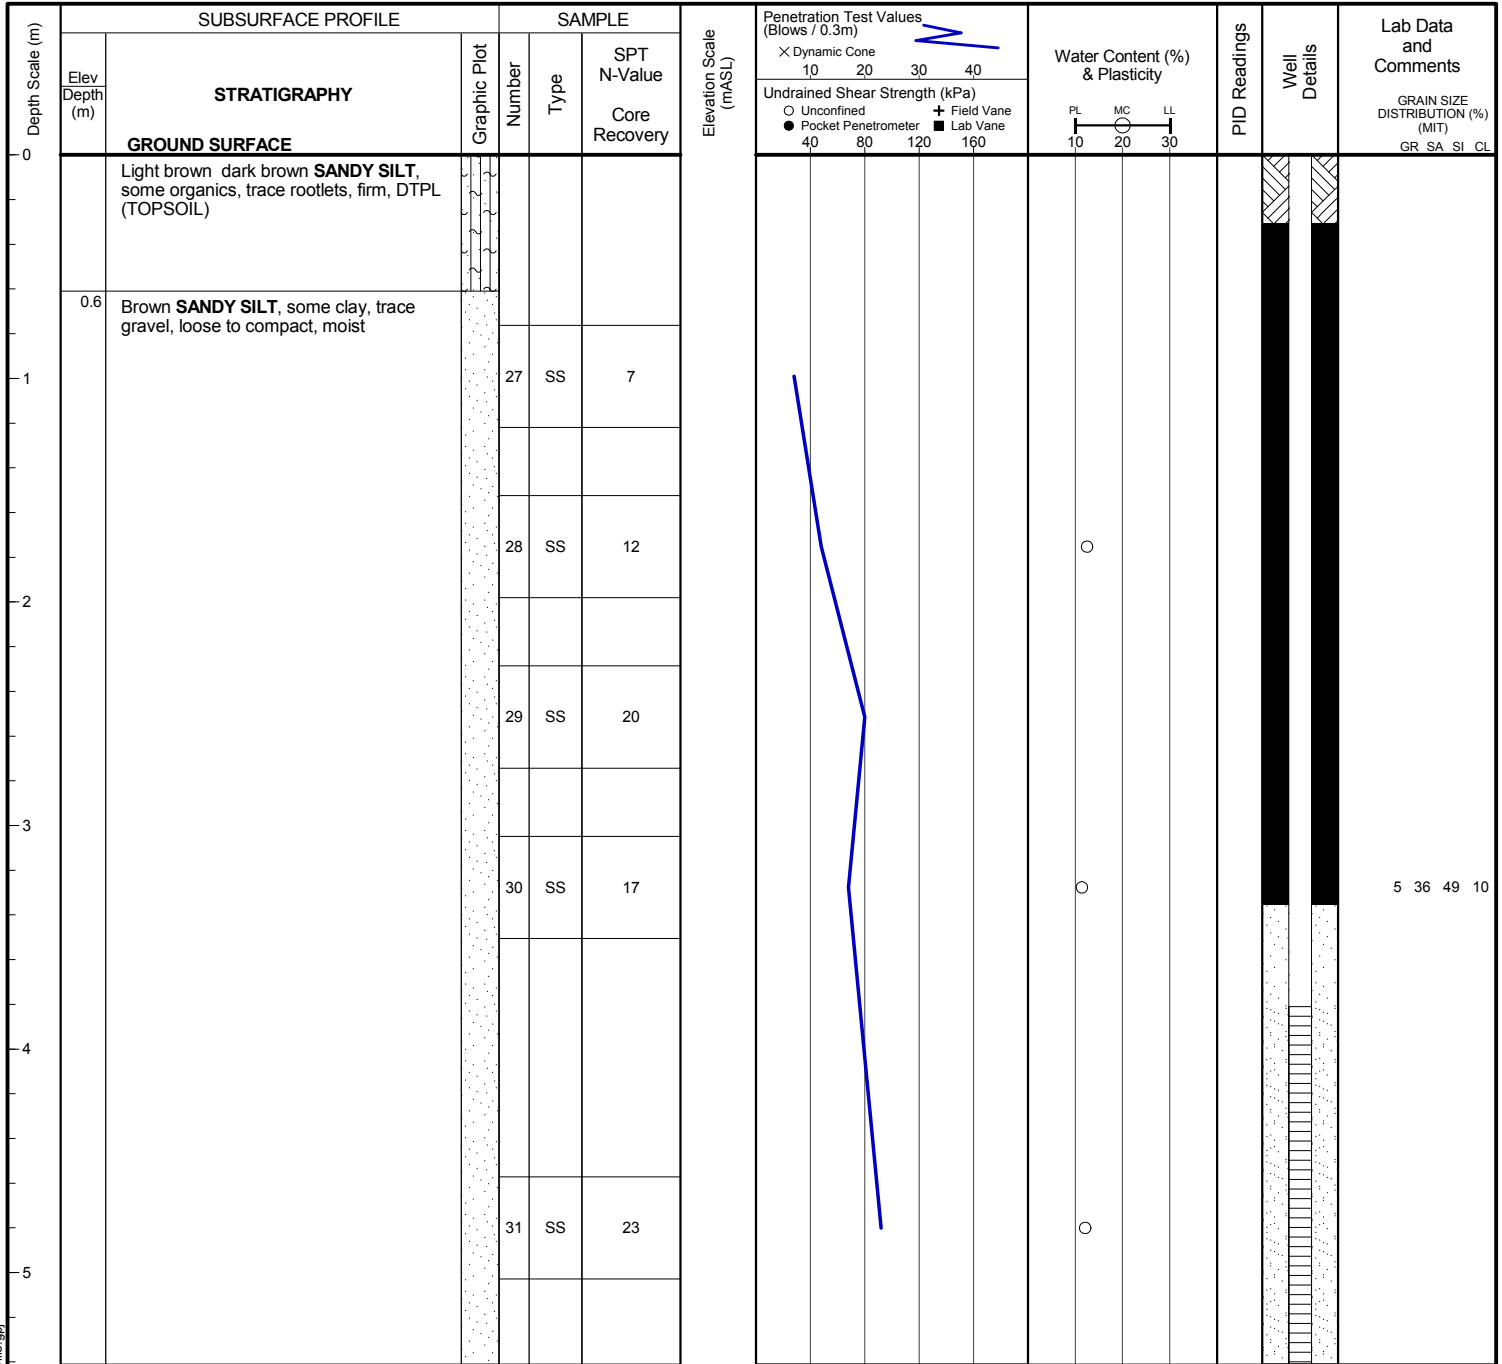 Depth Scale (m)
SUBSURFACE PROFILE
Elev
Depth
(m)
STRATIGRAPHY
GROUND SURFACE
Graphic Plot
SAMPLE
Number
Type
SPT
N-Value
Core
Recovery
Elevation Scale
(mASL)
Penetration Test Values
(Blows / 0.3m)
Dynamic Cone
10 20 30 40
Undrained Shear Strength (kPa)
Unconfined
Field Vane
Pocket Penetrometer
Lab Vane
40 80 120 160
Water Content (%)
& Plasticity
PL MC LL
10 20 30
PID Readings
Well
Details
Lab Data
and
Comments
GRAIN SIZE
DISTRIBUTION (%)
(MIT)
GR SA SI CL
0
Light brown dark brown SANDY SILT,
some organics, trace rootlets, firm, DTPL
(TOPSOIL)
0.6
Brown SANDY SILT, some clay, trace
gravel, loose to compact, moist
1
27 SS 7
28 SS 12
2
29 SS 20
3
30 SS 17
5 36 49 10
4
31 SS 23
5